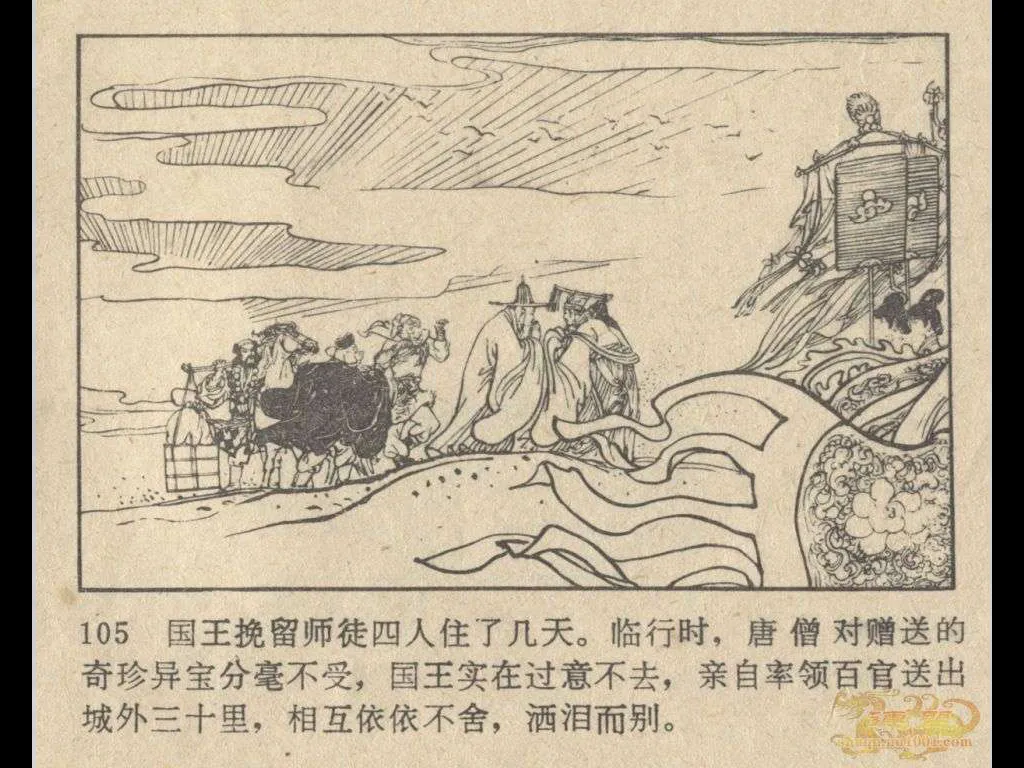 105 国王挽留师徒四人住了几天。临行时，唐僧对赠送的
奇珍异宝分毫不受，国王实在过意不去，亲自率领百官送出
城外三十里，相互依依不舍，洒泪而别。